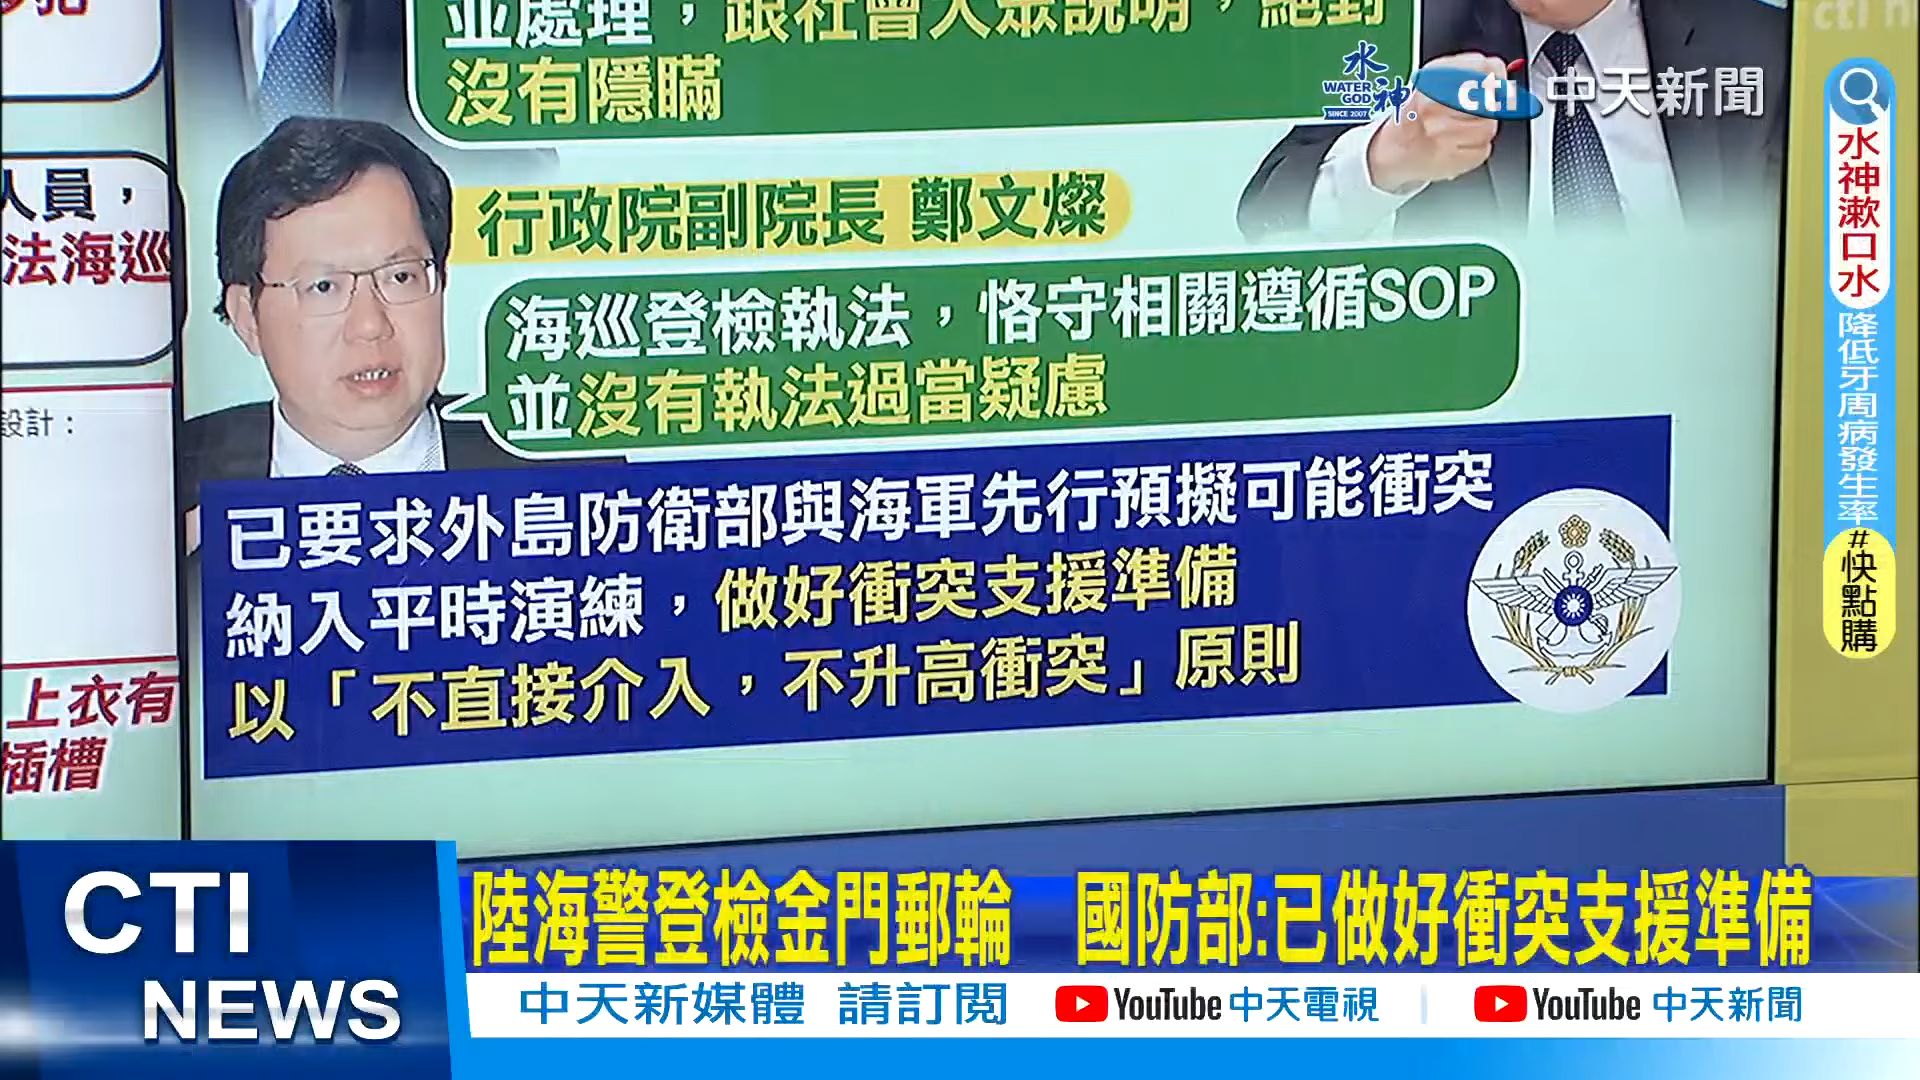 並處理，跟社會大眾說明，絕對
沒有隱瞞
水神
WATER GOD
SINCE 2007
cti 中天新聞
人員，
法海巡
設計：
上衣有
插槽
行政院副院長 鄭文燦
海巡登檢執法，恪守相關遵循SOP
並沒有執法過當疑慮
已要求外島防衛部與海軍先行預擬可能衝突
納入平時演練，做好衝突支援準備
以「不直接介入，不升高衝突」原則
水神漱口水
降低牙周病發生率
#快點購
CTI NEWS
陸海警登檢金門郵輪 國防部:已做好衝突支援準備
中天新媒體 請訂閱 YouTube 中天電視 | YouTube 中天新聞